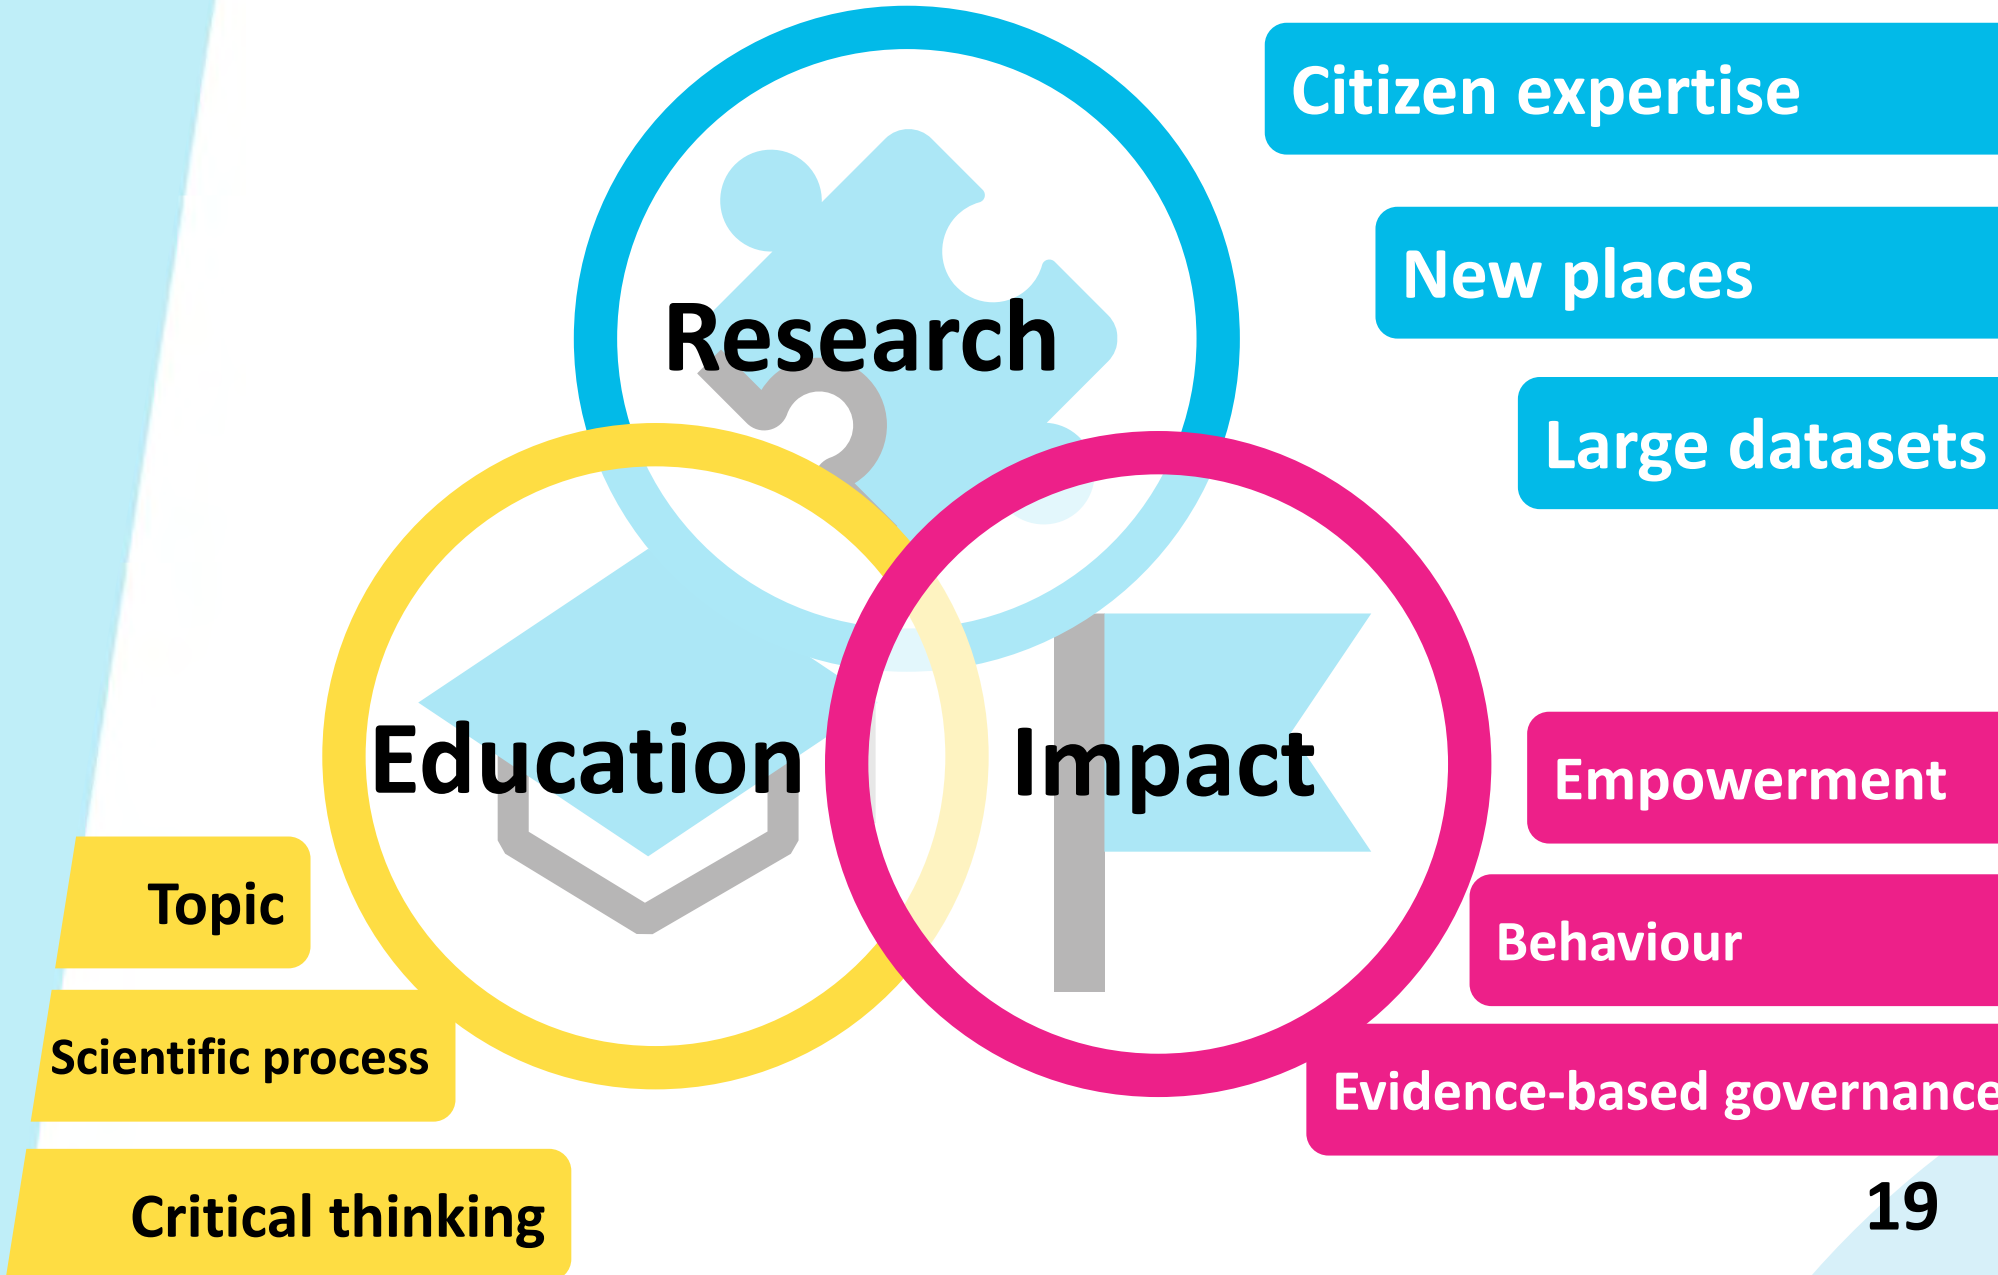 Citizen expertise
New places
Large datasets
Research
Education
Impact
Empowerment
Behaviour
Evidence-based governance
Topic
Scientific process
Critical thinking
19